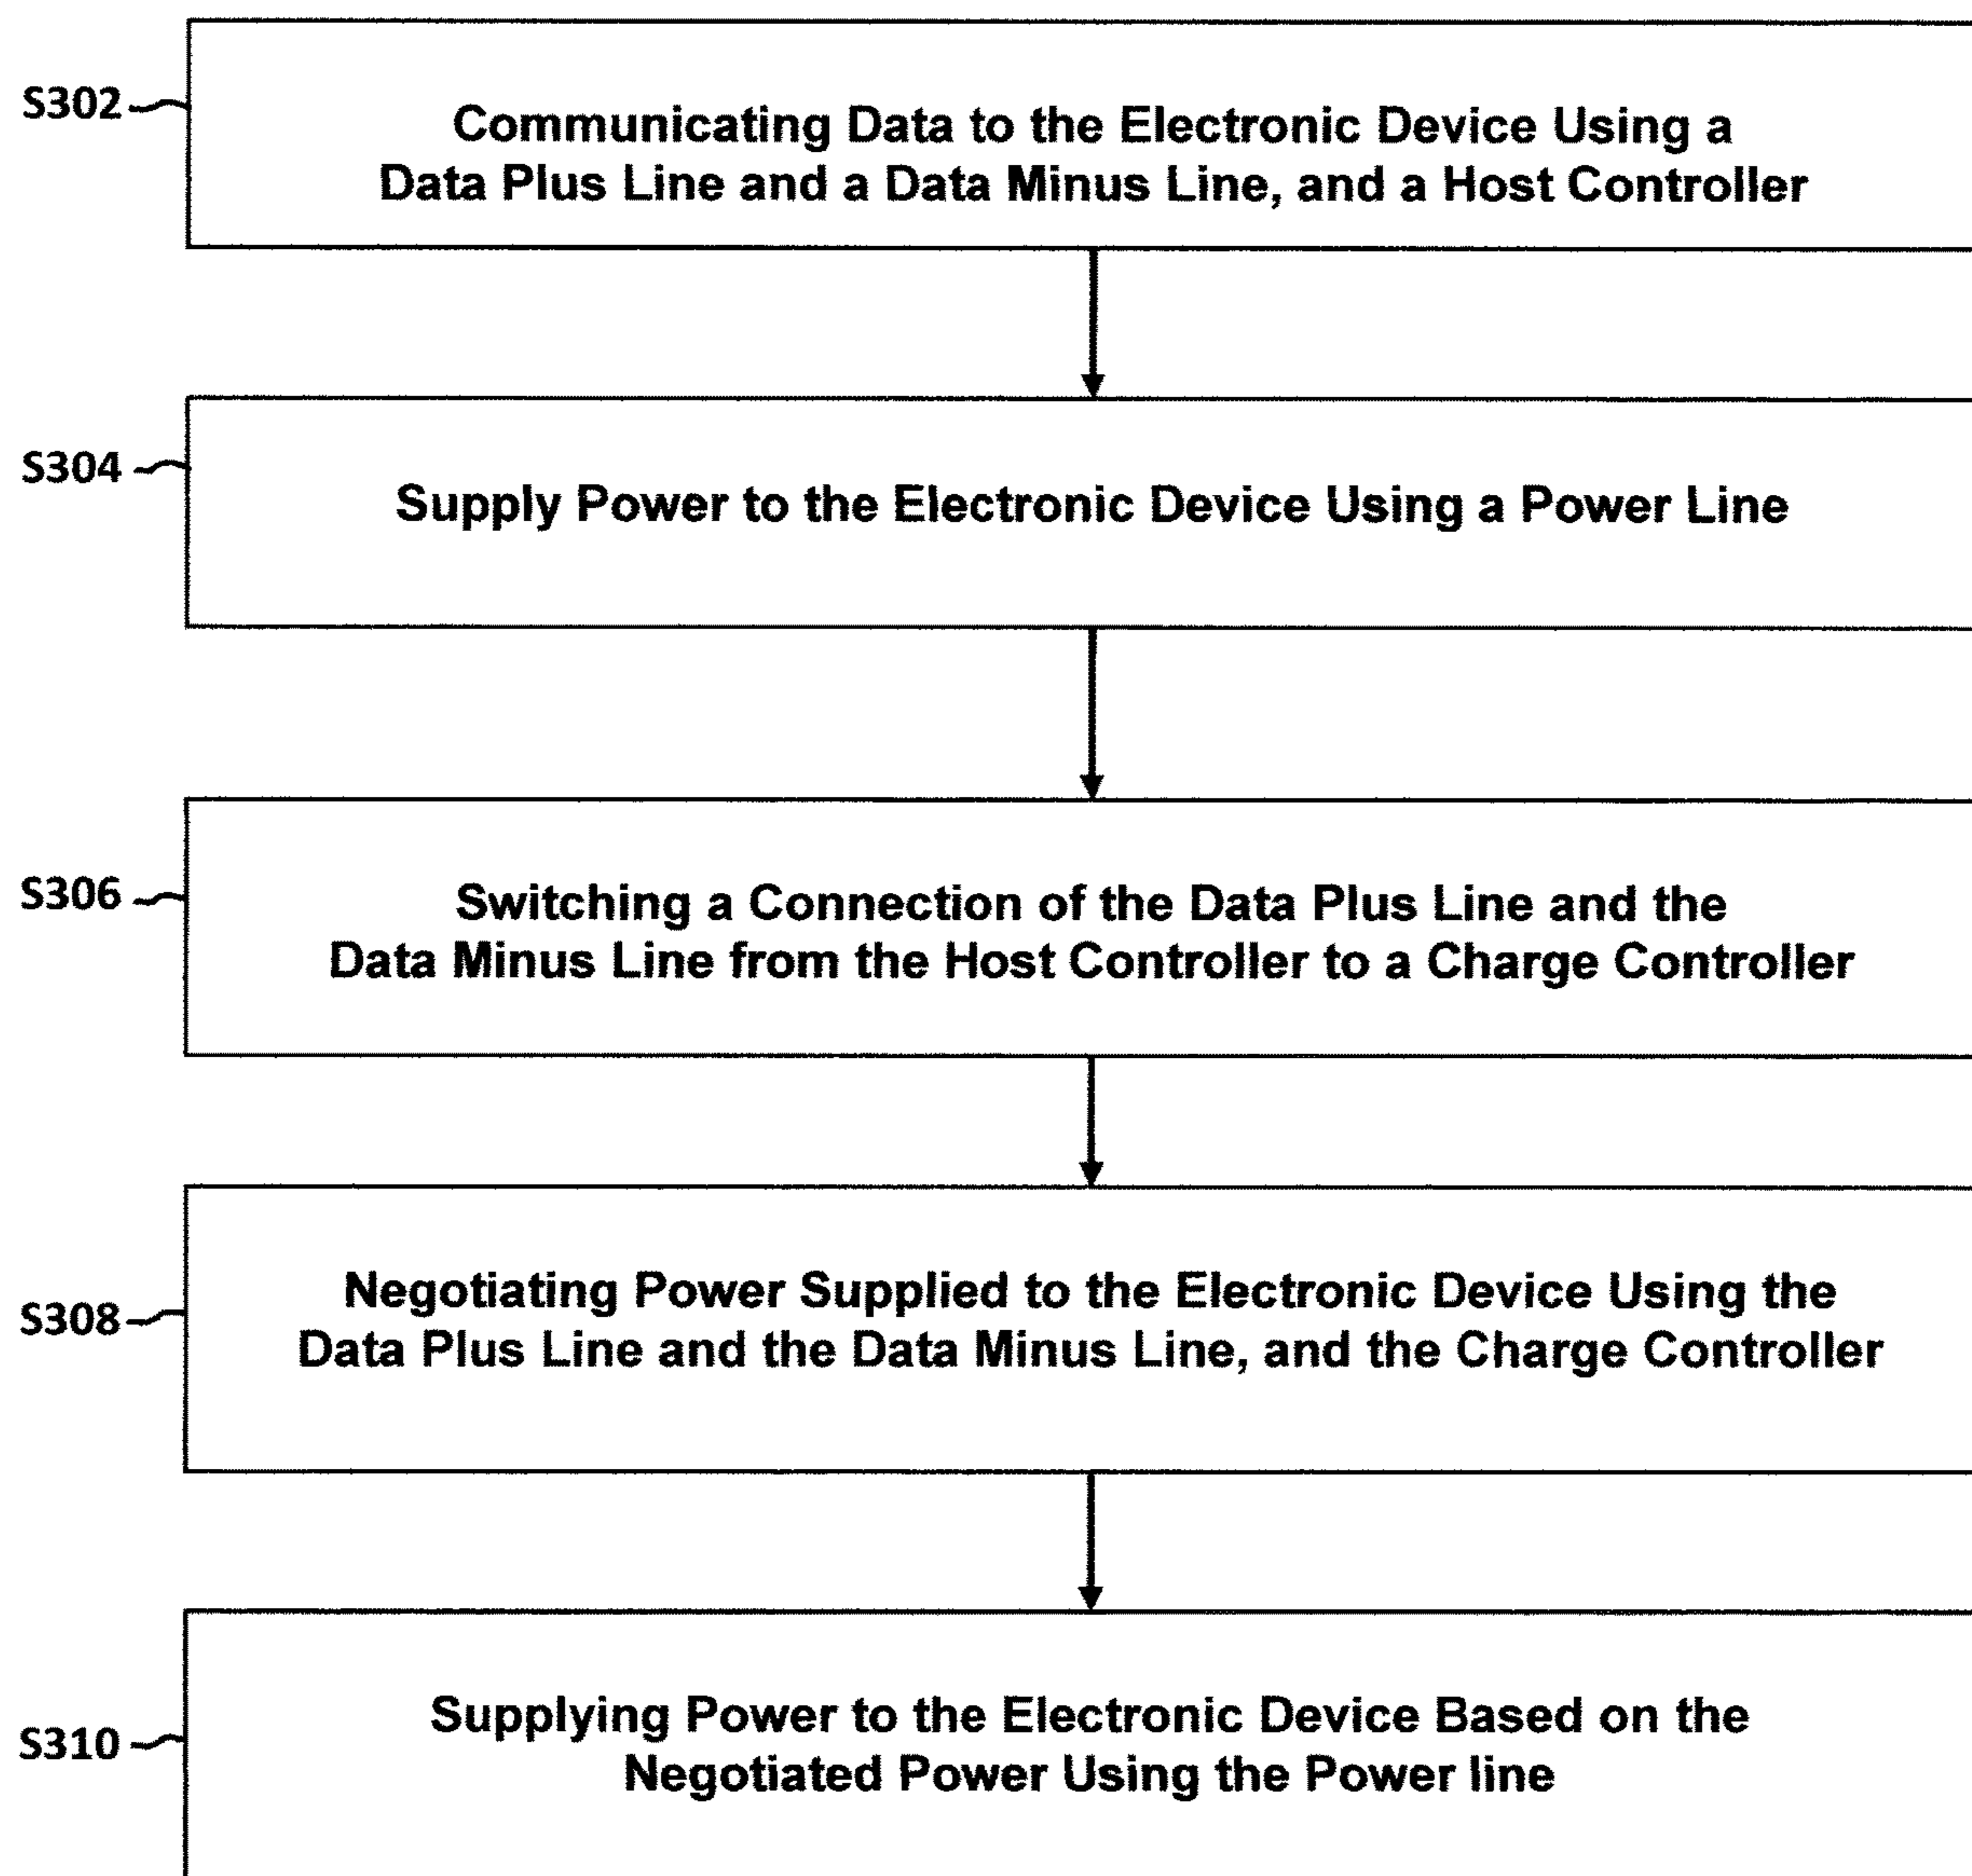 S302
Communicating Data to the Electronic Device Using a
Data Plus Line and a Data Minus Line, and a Host Controller
S304
Supply Power to the Electronic Device Using a Power Line
S306
Switching a Connection of the Data Plus Line and the
Data Minus Line from the Host Controller to a Charge Controller
S308
Negotiating Power Supplied to the Electronic Device Using the
Data Plus Line and the Data Minus Line, and the Charge Controller
S310
Supplying Power to the Electronic Device Based on the
Negotiated Power Using the Power line